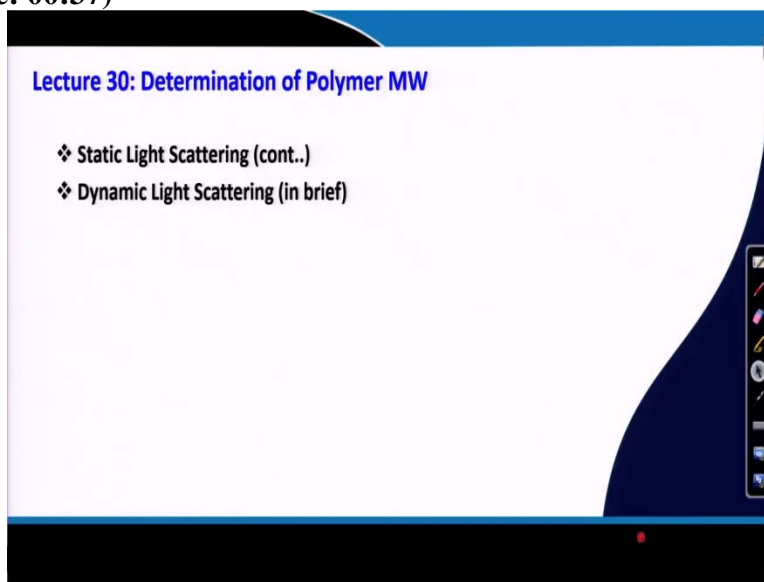 Lecture 30: Determination of Polymer MW
❖ Static Light Scattering (cont..)
❖ Dynamic Light Scattering (in brief)